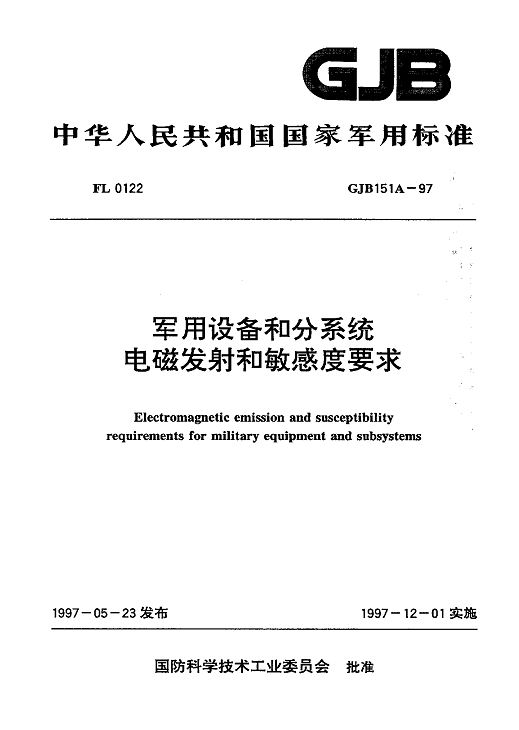 GJB
中华人民共和国国家军用标准
FL 0122 GJB151A－97
军用设备和分系统
电磁发射和敏感度要求
Electromagnetic emission and susceptibility
requirements for military equipment and subsystems
1997－05－23 发布 1997－12－01 实施
国防科学技术工业委员会 批准